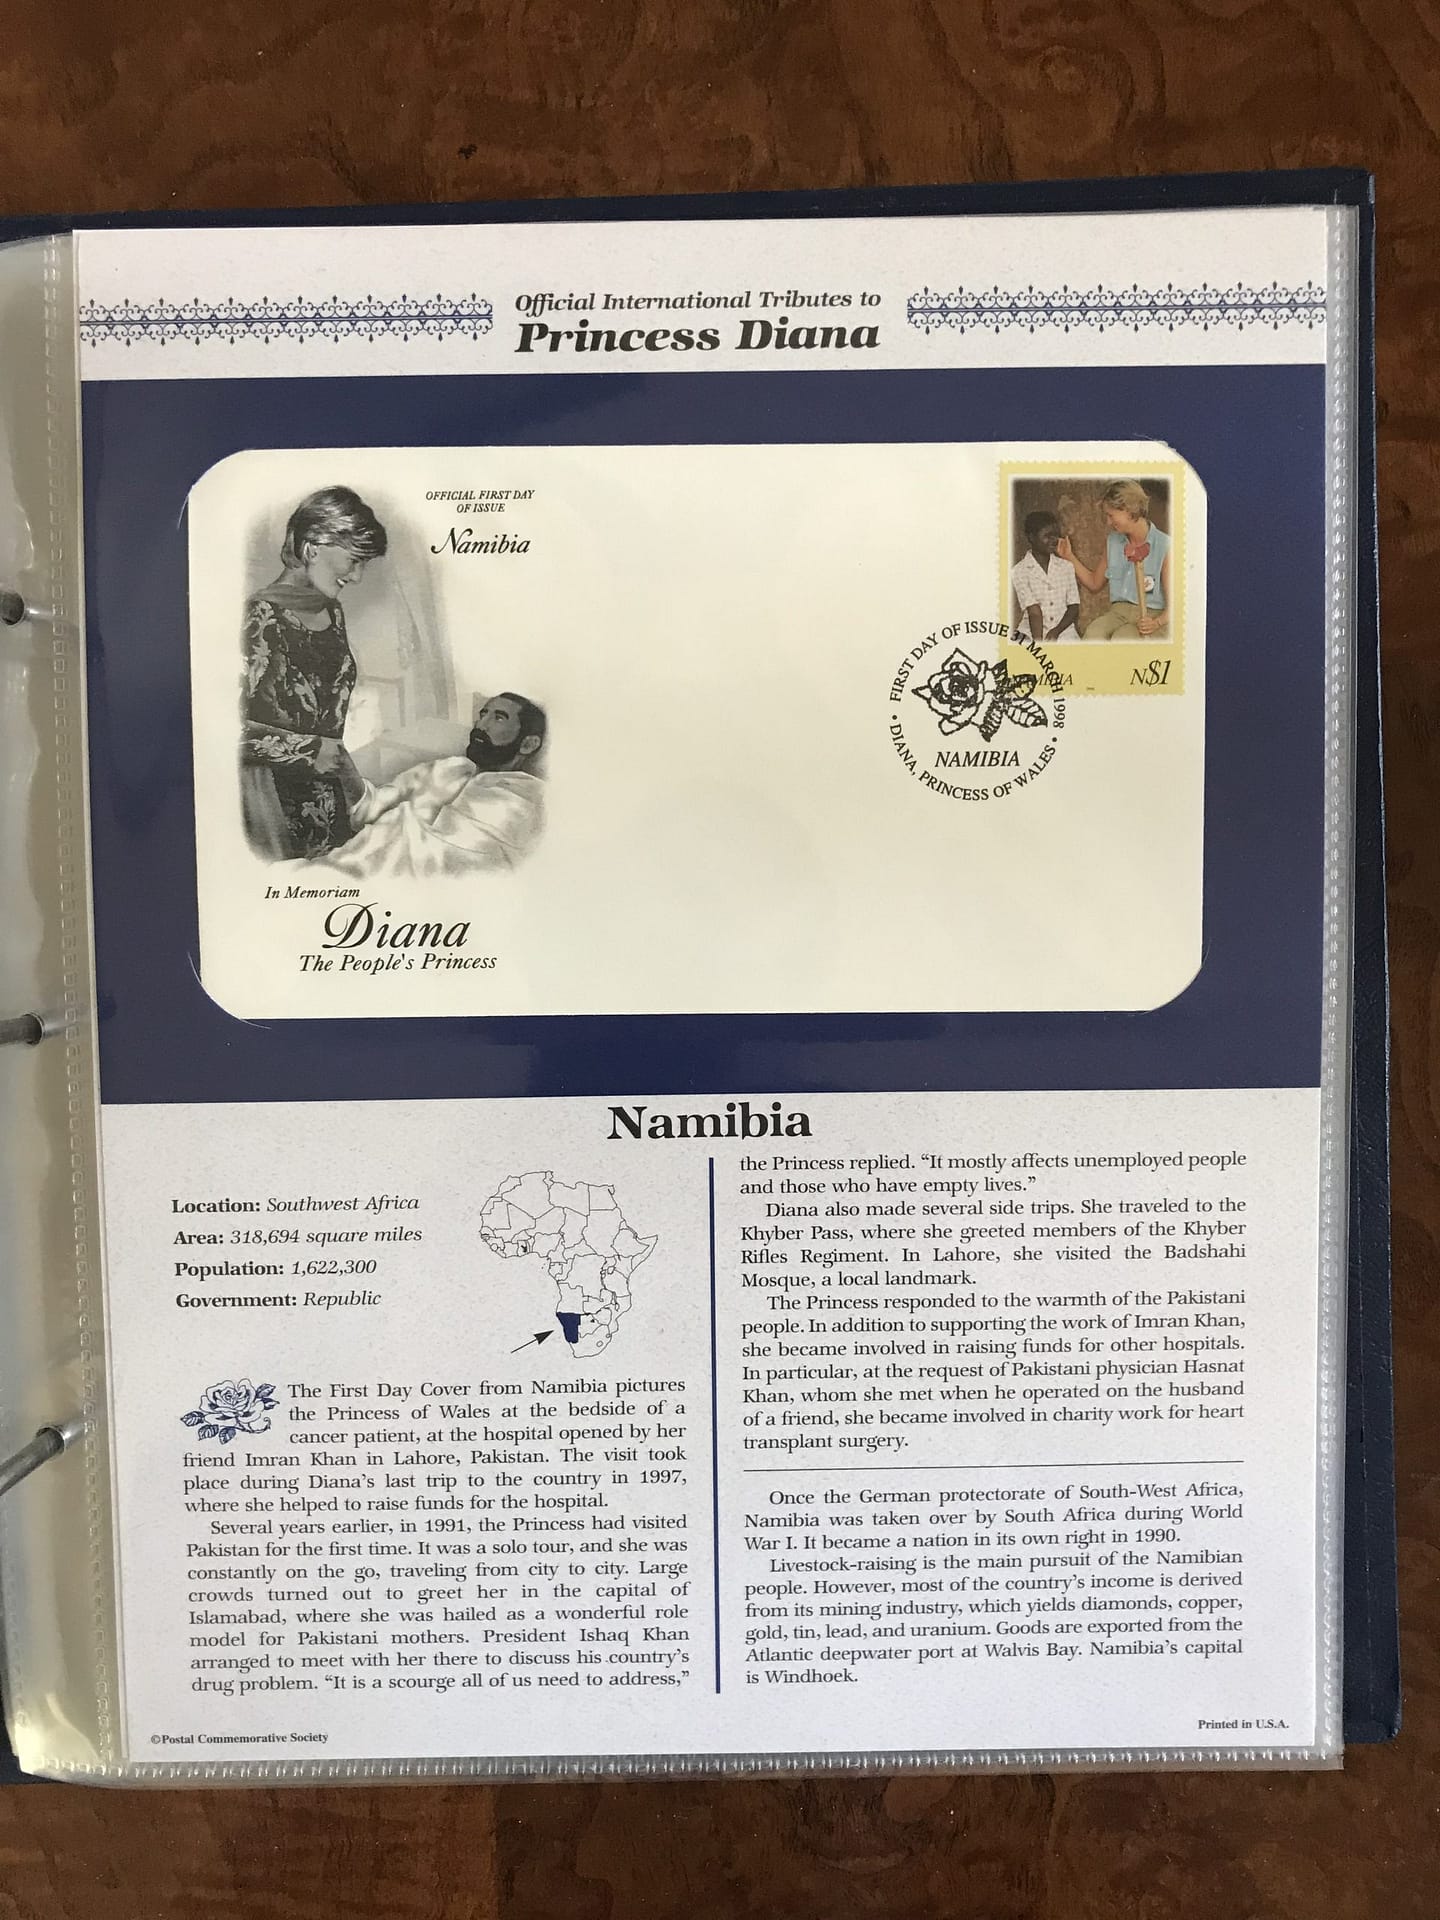 Official International Tributes to
Princess Diana
OFFICIAL FIRST DAY
OF ISSUE
Namibia
N$1
NAMIBIA
FIRST DAY OF ISSUE 31 MARCH 1998
• DIANA, PRINCESS OF WALES •
NAMIBIA
In Memoriam
Diana
The People's Princess
Namibia
Location: Southwest Africa
Area: 318,694 square miles
Population: 1,622,300
Government: Republic
The First Day Cover from Namibia pictures
the Princess of Wales at the bedside of a
cancer patient, at the hospital opened by her
friend Imran Khan in Lahore, Pakistan. The visit took
place during Diana's last trip to the country in 1997,
where she helped to raise funds for the hospital.
Several years earlier, in 1991, the Princess had visited
Pakistan for the first time. It was a solo tour, and she was
constantly on the go, traveling from city to city. Large
crowds turned out to greet her in the capital of
Islamabad, where she was hailed as a wonderful role
model for Pakistani mothers. President Ishaq Khan
arranged to meet with her there to discuss his country's
drug problem. “It is a scourge all of us need to address,”
the Princess replied. “It mostly affects unemployed people
and those who have empty lives.”
Diana also made several side trips. She traveled to the
Khyber Pass, where she greeted members of the Khyber
Rifles Regiment. In Lahore, she visited the Badshahi
Mosque, a local landmark.
The Princess responded to the warmth of the Pakistani
people. In addition to supporting the work of Imran Khan,
she became involved in raising funds for other hospitals.
In particular, at the request of Pakistani physician Hasnat
Khan, whom she met when he operated on the husband
of a friend, she became involved in charity work for heart
transplant surgery.
Once the German protectorate of South-West Africa,
Namibia was taken over by South Africa during World
War I. It became a nation in its own right in 1990.
Livestock-raising is the main pursuit of the Namibian
people. However, most of the country's income is derived
from its mining industry, which yields diamonds, copper,
gold, tin, lead, and uranium. Goods are exported from the
Atlantic deepwater port at Walvis Bay. Namibia's capital
is Windhoek.
©Postal Commemorative Society
Printed in U.S.A.